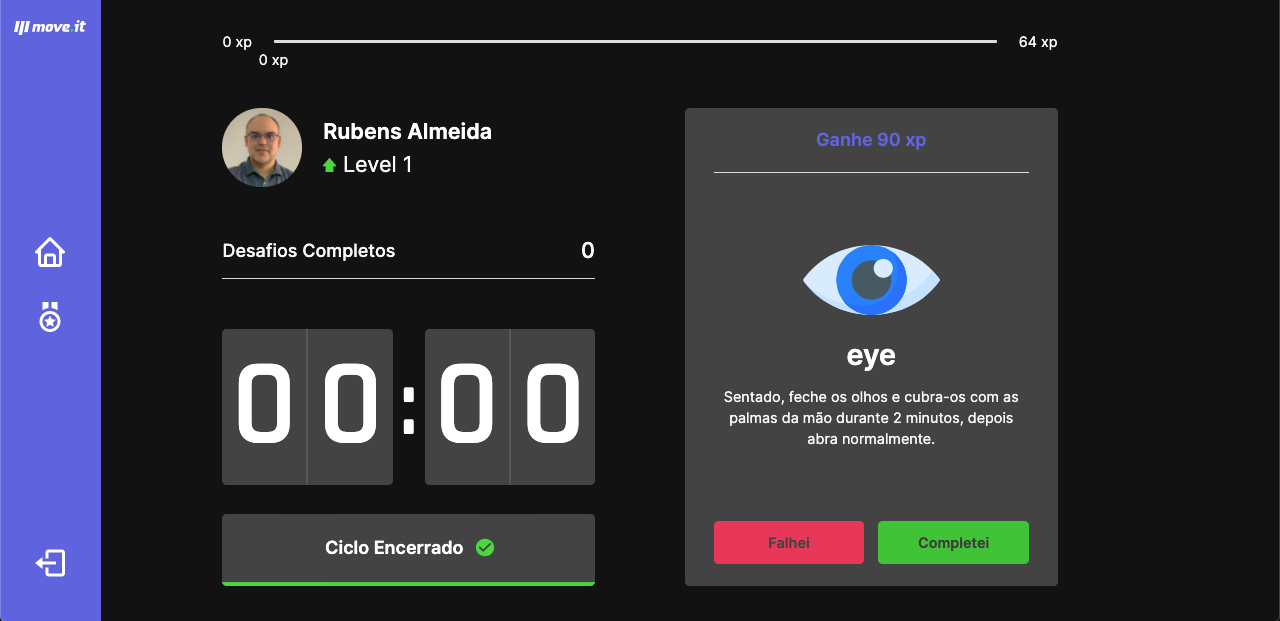 move.it
0 xp
64 xp
0 xp
Rubens Almeida
Level 1
Desafios Completos
0
00:00
Ciclo Encerrado
Ganhe 90 xp
eye
Sentado, feche os olhos e cubra-os com as
palmas da mão durante 2 minutos, depois
abra normalmente.
Falhei
Completei